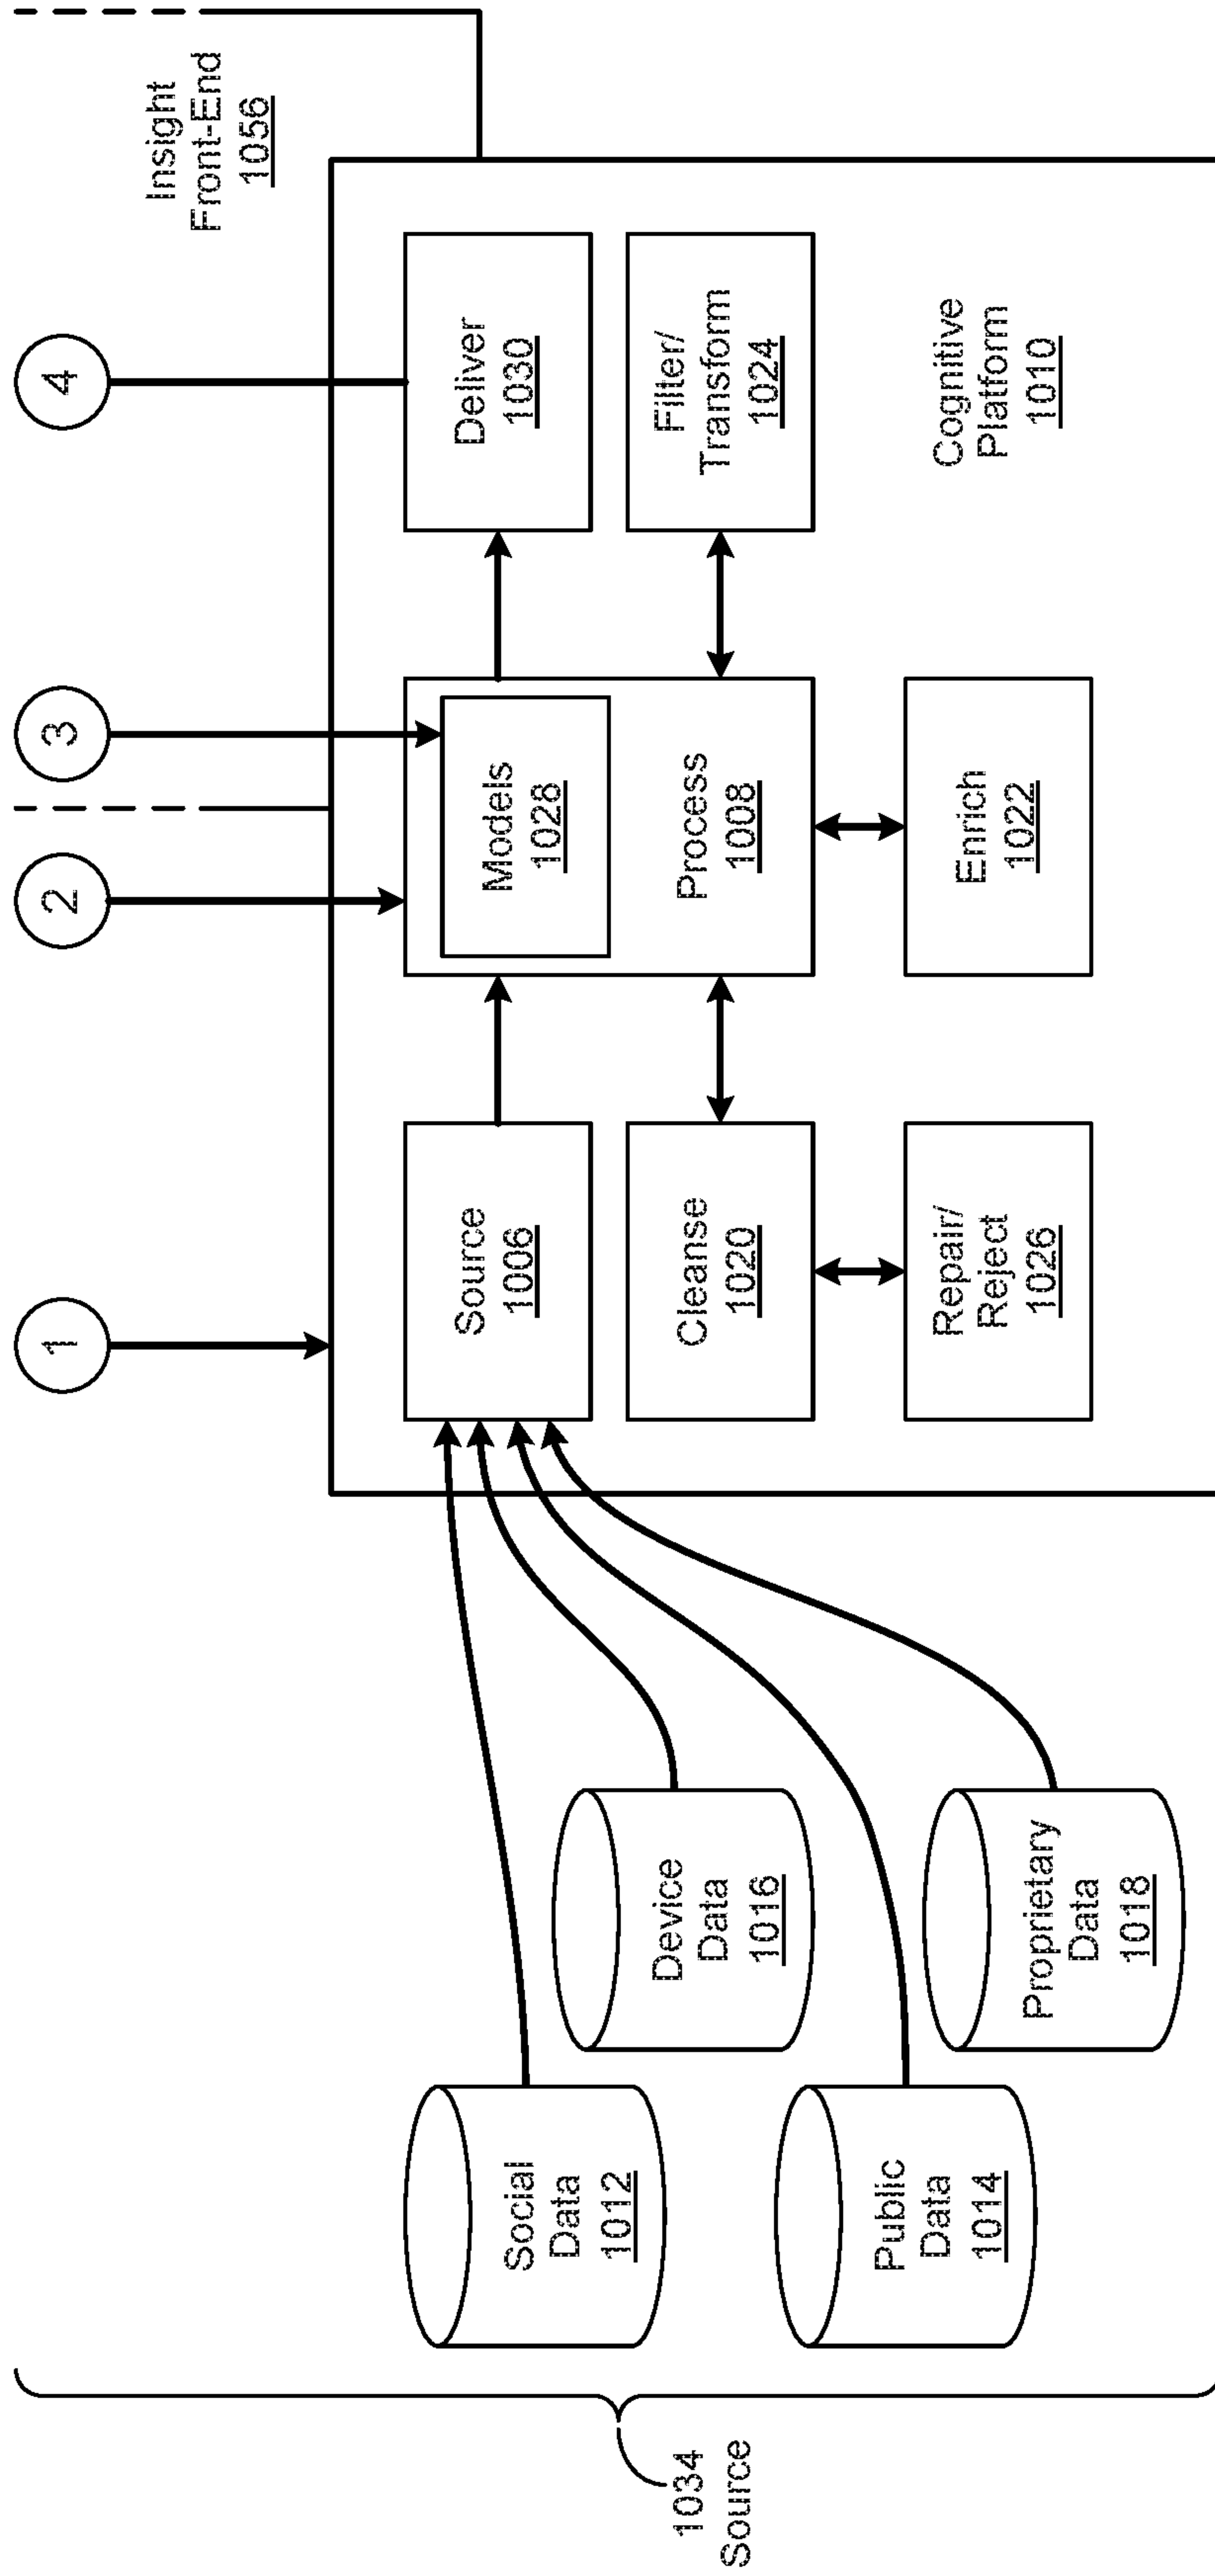 1
2
3
4
Insight
Front-End
1056
Source
1006
Models
1028
Process
1008
Deliver
1030
Cleanse
1020
Filter/
Transform
1024
Repair/
Reject
1026
Enrich
1022
Cognitive
Platform
1010
Social
Data
1012
Device
Data
1016
Public
Data
1014
Proprietary
Data
1018
1034
Source